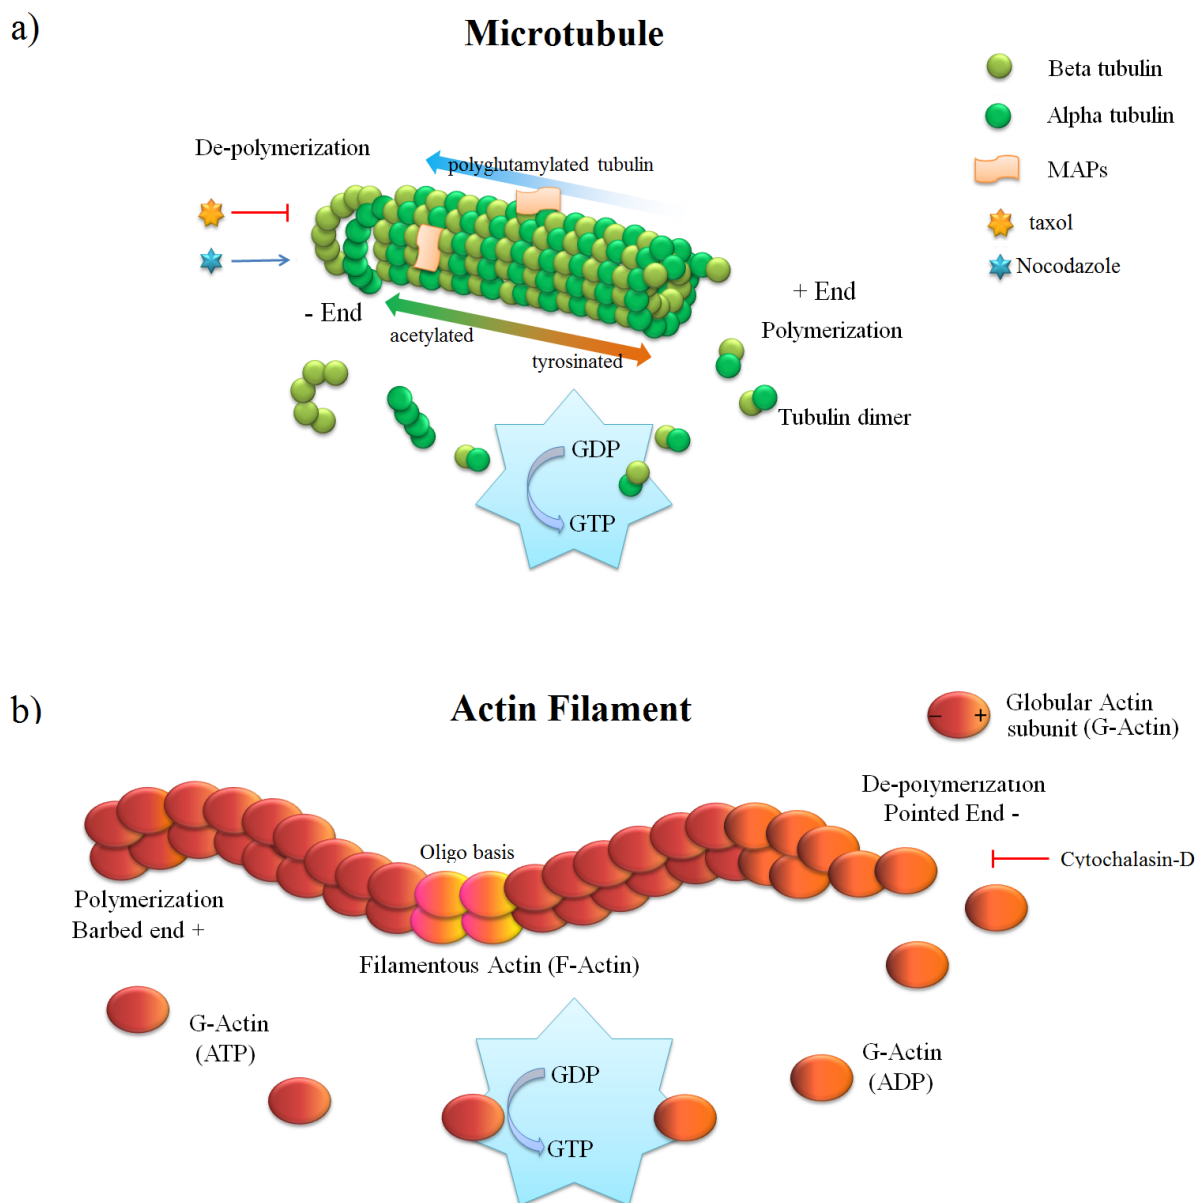 a)
Microtubule
Beta tubulin
Alpha tubulin
MAPs
taxol
Nocodazole
De-polymerization
polyglutamylated tubulin
- End
+ End
Polymerization
acetylated
tyrosinated
Tubulin dimer
GDP
GTP
b)
Actin Filament
- +
Globular Actin
subunit (G-Actin)
De-polymerization
Pointed End -
Oligo basis
Cytochalasin-D
Polymerization
Barbed end +
Filamentous Actin (F-Actin)
G-Actin
(ATP)
GDP
GTP
G-Actin
(ADP)